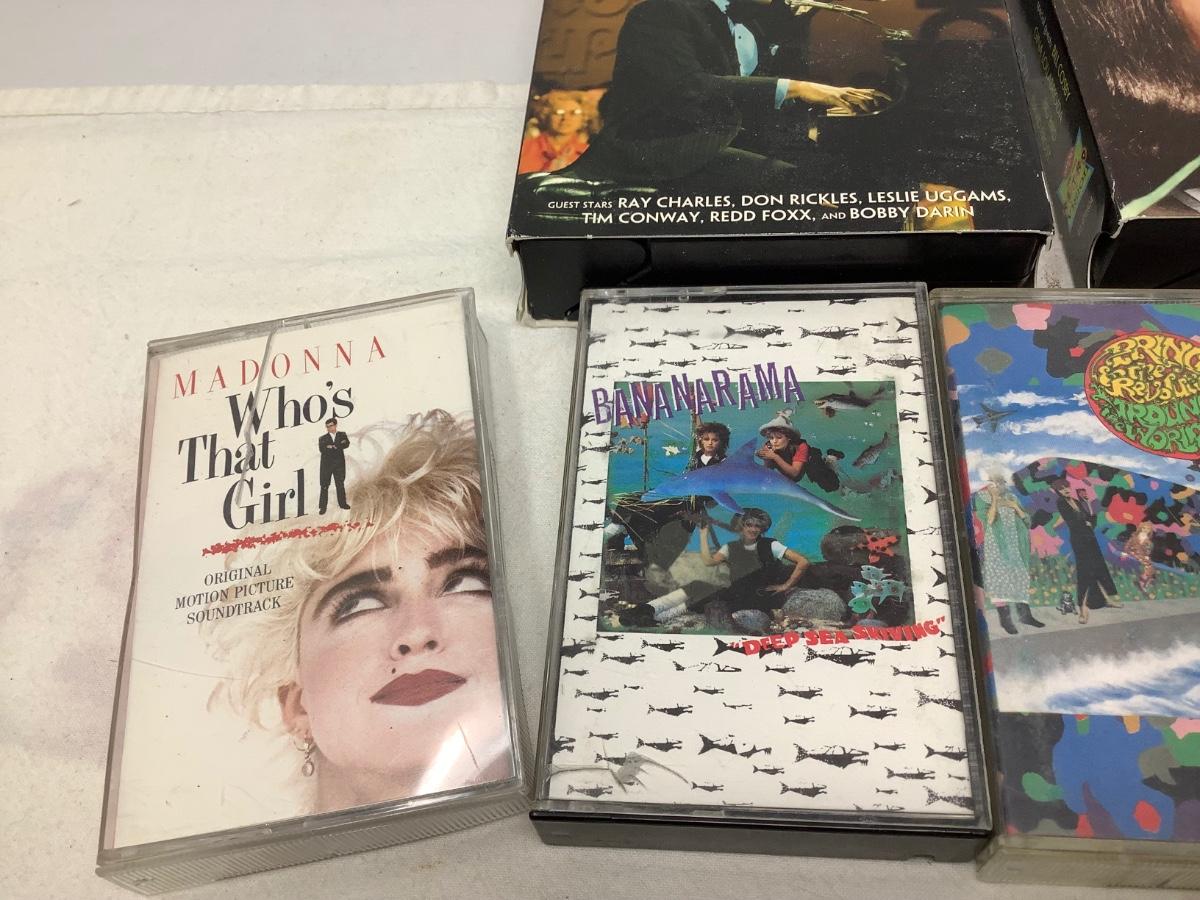 GUEST STARS RAY CHARLES, DON RICKLES, LESLIE UGGAMS,
TIM CONWAY, REDD FOXX, AND BOBBY DARIN
MADONNA
Who's
That
Girl
ORIGINAL
MOTION PICTURE
SOUNDTRACK
BANANARAMA
"DEEP SEA SKIVING"